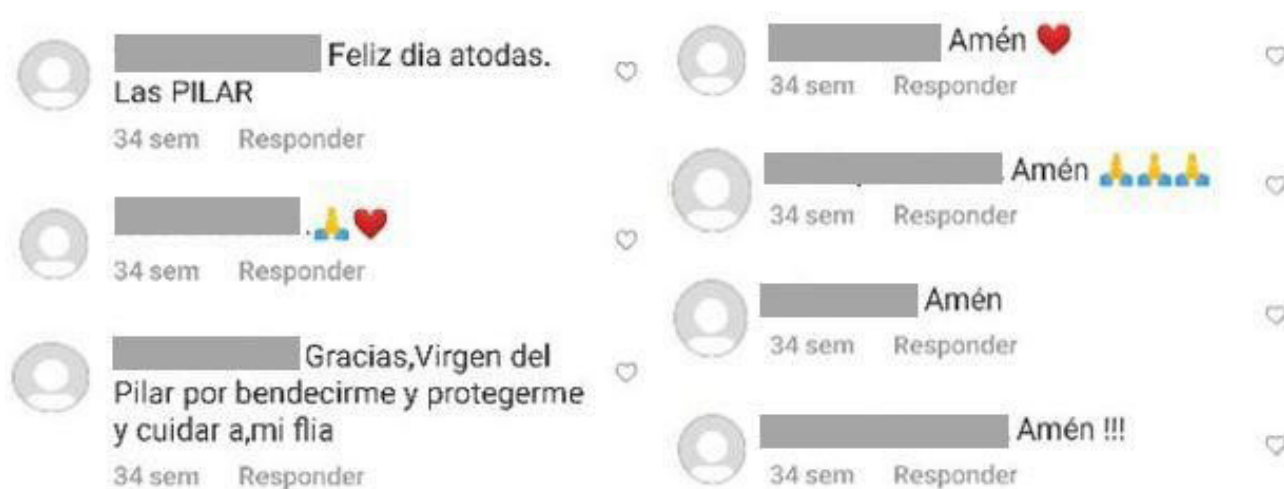 Feliz dia atodas.
Las PILAR
34 sem Responder
.🙏❤️
34 sem Responder
Gracias,Virgen del
Pilar por bendecirme y protegerme
y cuidar a,mi flia
34 sem Responder
Amén ❤️
34 sem Responder
Amén 🙏🙏🙏
34 sem Responder
Amén
34 sem Responder
Amén !!!
34 sem Responder